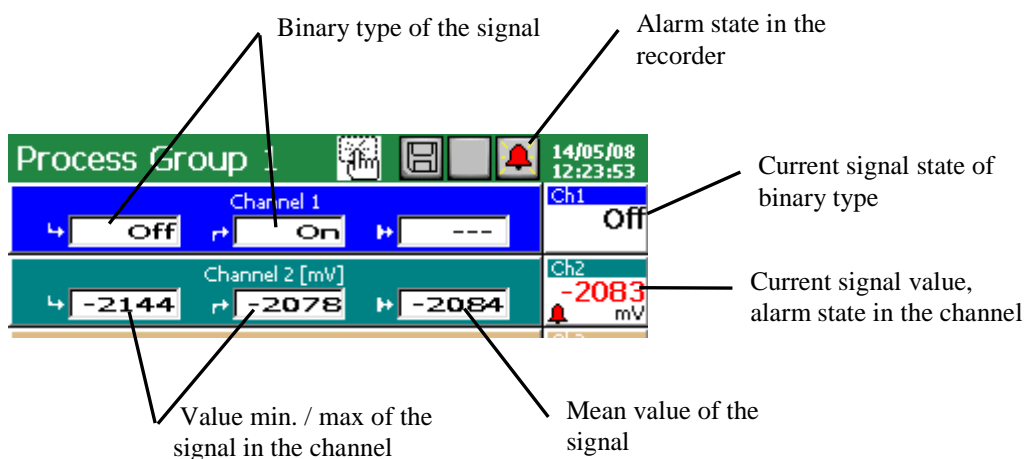 Binary type of the signal
Alarm state in the
recorder
Process Group 1
14/05/08
12:23:53
Current signal state of
binary type
Channel 1
Off
On
---
Ch1
Off
Channel 2 [mV]
-2144
-2078
-2084
Ch2
-2083
mV
Current signal value,
alarm state in the channel
Value min. / max of the
signal in the channel
Mean value of the
signal